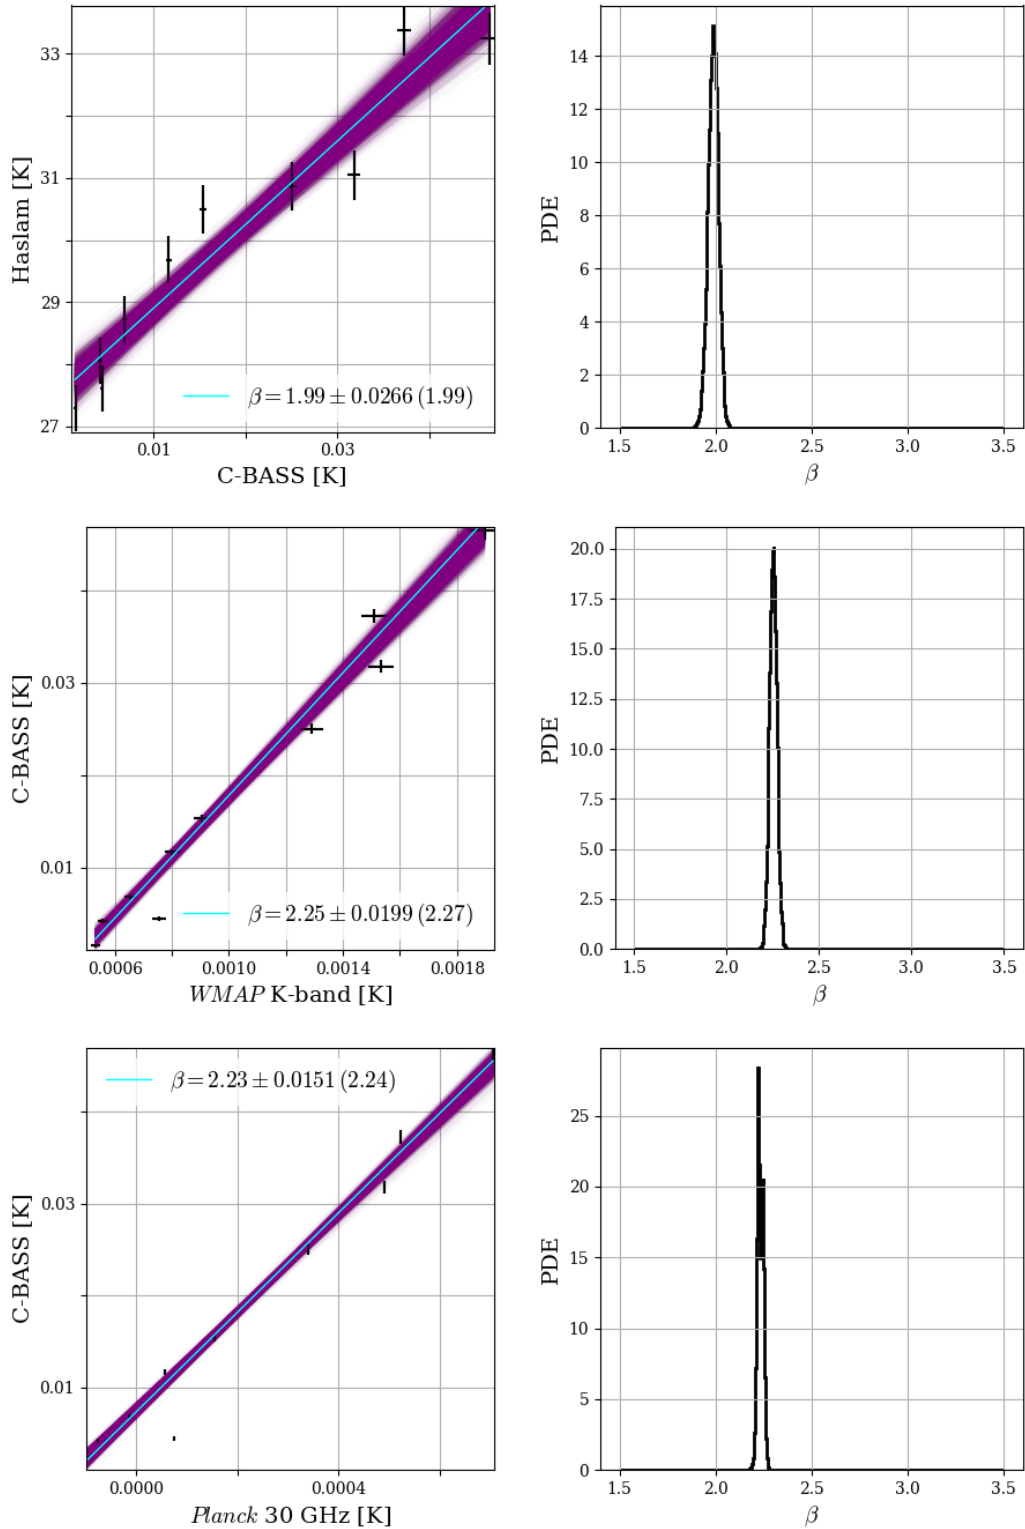 33
31
29
27
Haslam [K]
β = 1.99 ± 0.0266 (1.99)
0.01 0.03
C-BASS [K]
14
12
10
8
6
4
2
0
PDE
1.5 2.0 2.5 3.0 3.5
β
0.03
0.01
C-BASS [K]
β = 2.25 ± 0.0199 (2.27)
0.0006 0.0010 0.0014 0.0018
WMAP K-band [K]
20.0
17.5
15.0
12.5
10.0
7.5
5.0
2.5
0.0
PDE
1.5 2.0 2.5 3.0 3.5
β
β = 2.23 ± 0.0151 (2.24)
0.03
0.01
C-BASS [K]
0.0000 0.0004
Planck 30 GHz [K]
25
20
15
10
5
0
PDE
1.5 2.0 2.5 3.0 3.5
β